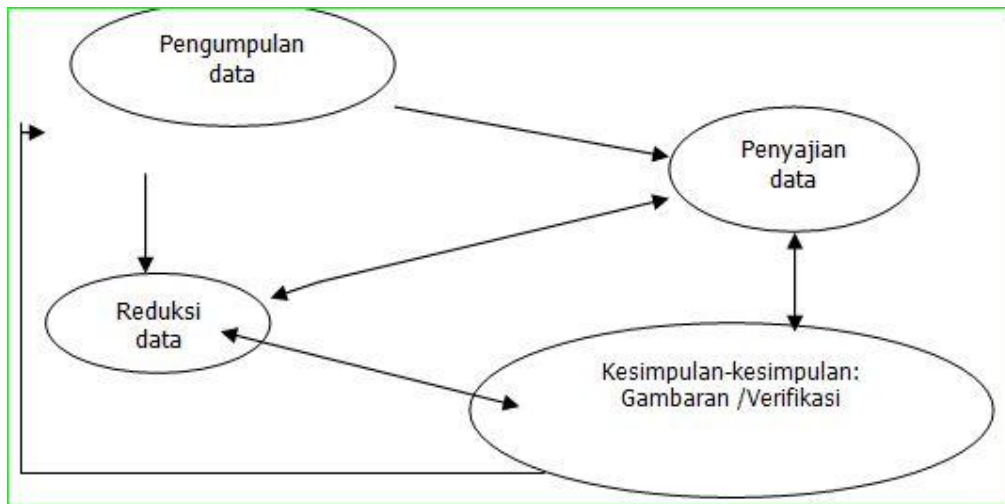 Pengumpulan
data
Penyajian
data
Reduksi
data
Kesimpulan-kesimpulan:
Gambaran /Verifikasi